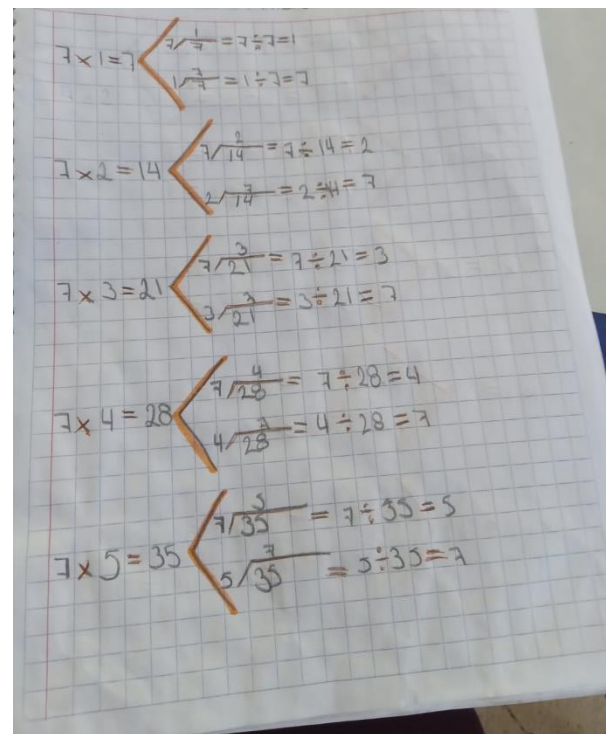 7 x 1 = 7
1
7/7 = 7 ÷ 7 = 1
7
1/7 = 1 ÷ 7 = 7
7 x 2 = 14
2
7/14 = 7 ÷ 14 = 2
7
2/14 = 2 ÷ 14 = 7
7 x 3 = 21
3
7/21 = 7 ÷ 21 = 3
7
3/21 = 3 ÷ 21 = 7
7 x 4 = 28
4
7/28 = 7 ÷ 28 = 4
7
4/28 = 4 ÷ 28 = 7
7 x 5 = 35
5
7/35 = 7 ÷ 35 = 5
7
5/35 = 5 ÷ 35 = 7